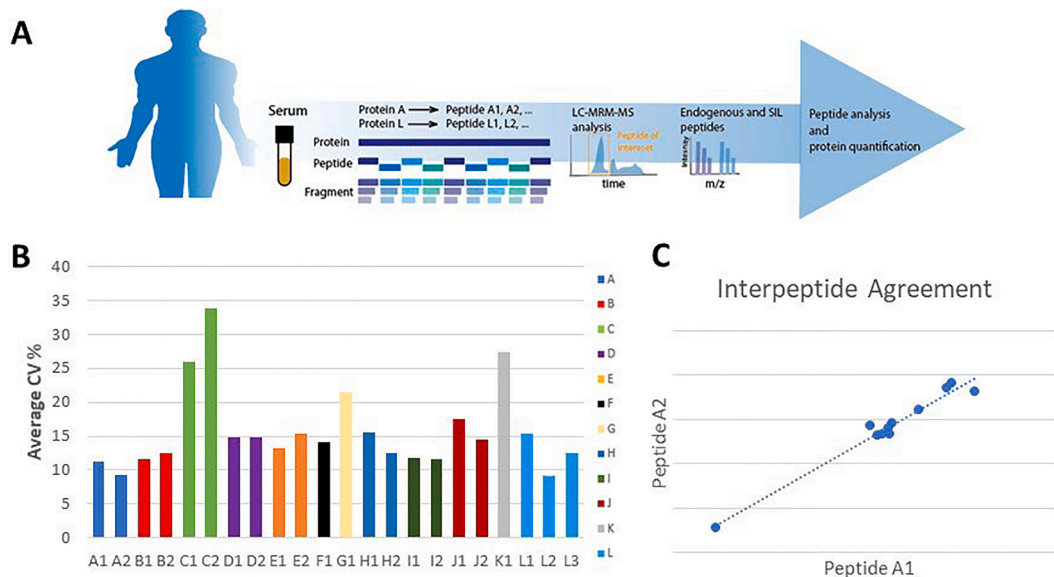 A
Serum
Protein A → Peptide A1, A2, ...
Protein L → Peptide L1, L2, ...
Protein
Peptide
Fragment
LC-MRM-MS
analysis
Peptide of
intereset
time
Endogenous and SIL
peptides
Intesnay
m/z
Peptide analysis
and
protein quantification
B
Average CV %
40
35
30
25
20
15
10
5
0
A1 A2 B1 B2 C1 C2 D1 D2 E1 E2 F1 G1 H1 H2 I1 I2 J1 J2 K1 L1 L2 L3
A
B
C
D
E
F
G
H
I
J
K
L
C
Interpeptide Agreement
Peptide A2
Peptide A1